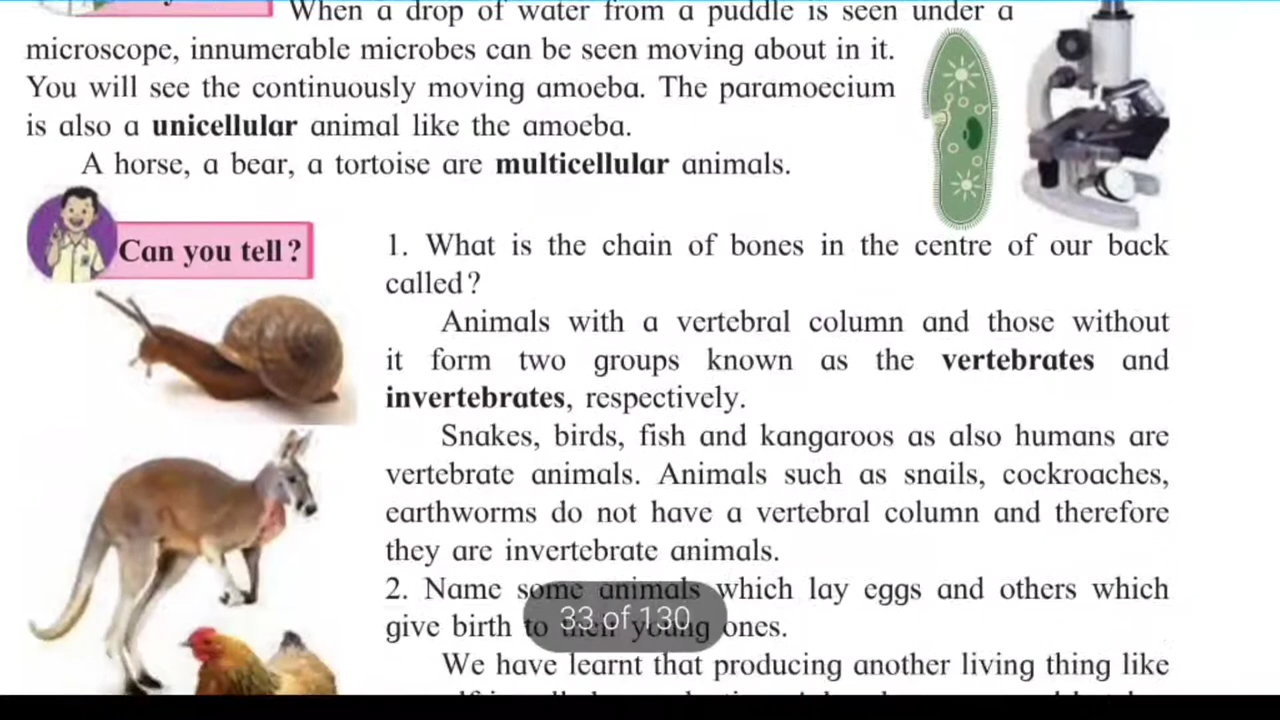 When a drop of water from a puddle is seen under a
microscope, innumerable microbes can be seen moving about in it.
You will see the continuously moving amoeba. The paramoecium
is also a unicellular animal like the amoeba.
A horse, a bear, a tortoise are multicellular animals.
Can you tell?
1. What is the chain of bones in the centre of our back
called?
Animals with a vertebral column and those without
it form two groups known as the vertebrates and
invertebrates, respectively.
Snakes, birds, fish and kangaroos as also humans are
vertebrate animals. Animals such as snails, cockroaches,
earthworms do not have a vertebral column and therefore
they are invertebrate animals.
2. Name some animals which lay eggs and others which
give birth to their young ones.
33 of 130
We have learnt that producing another living thing like